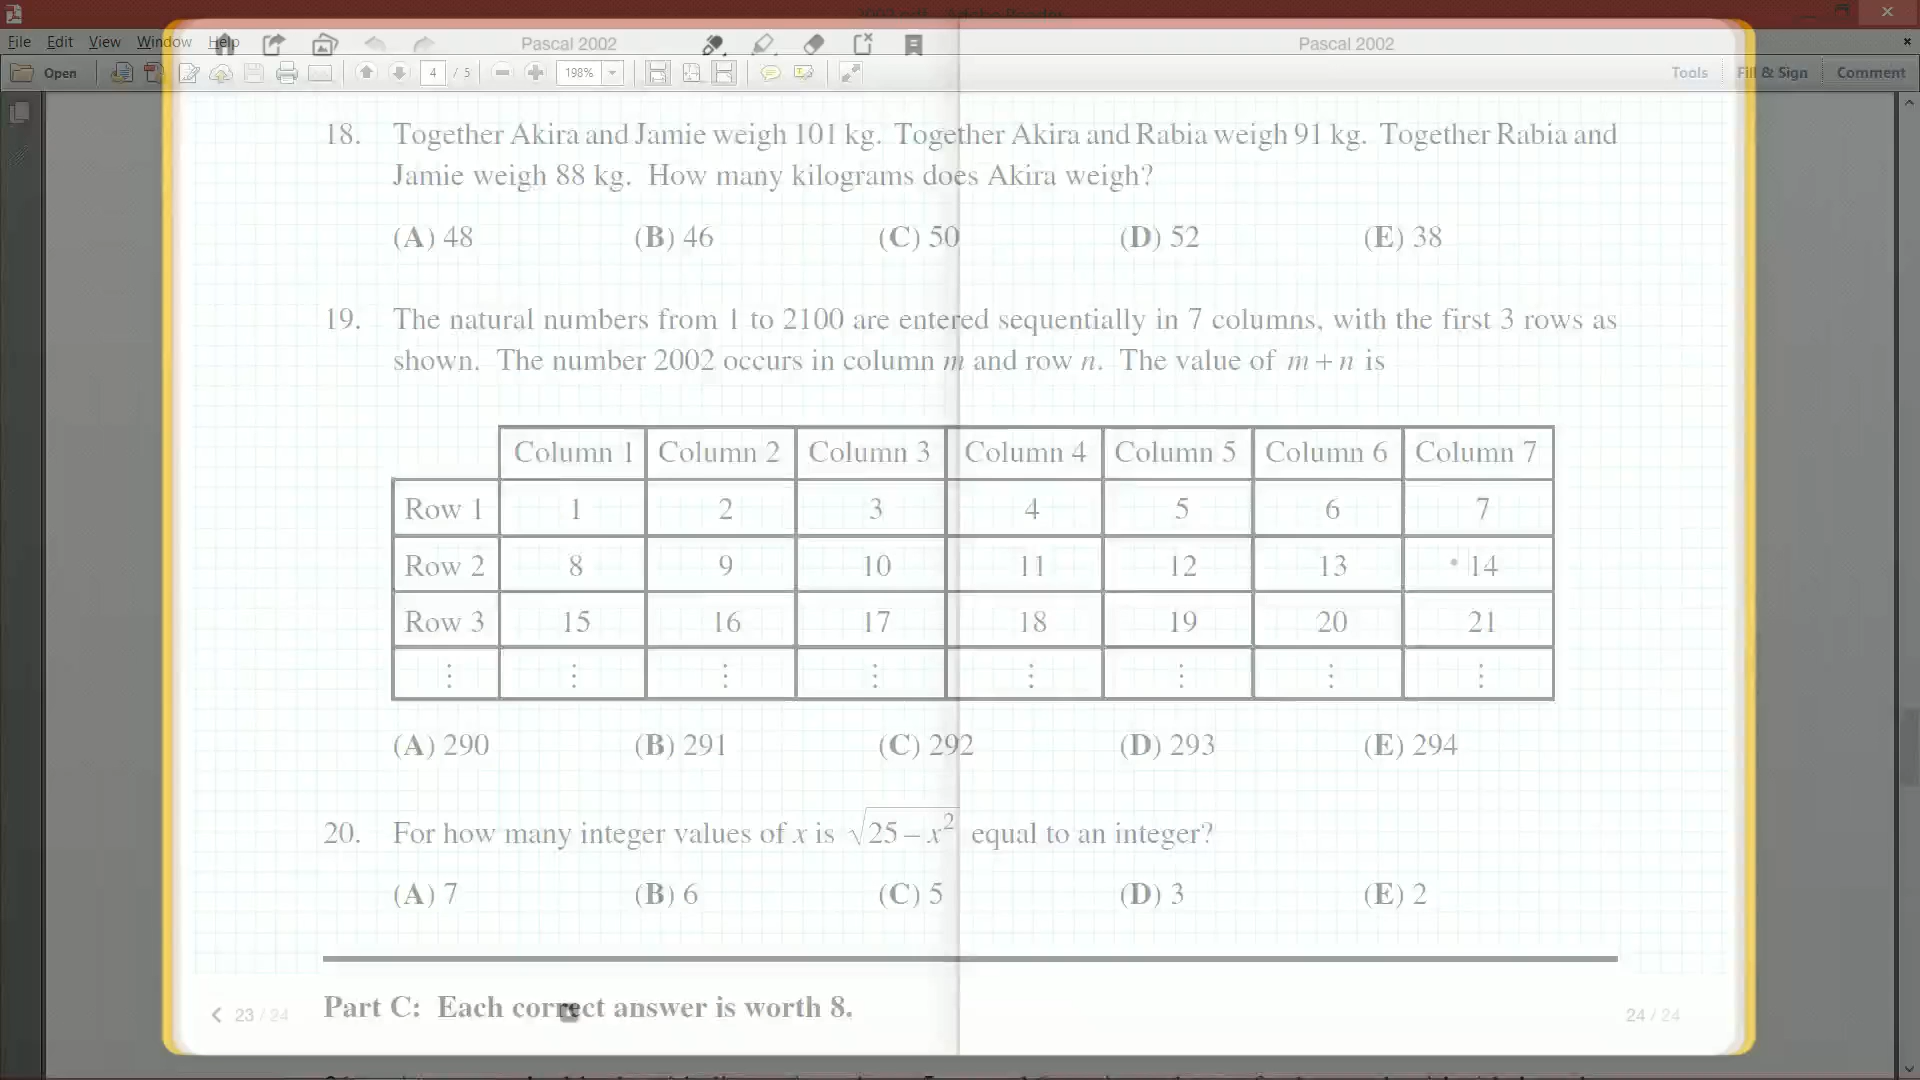 File Edit View Window Help
Pascal 2002
Pascal 2002
Open
4 / 5
198%
Tools
Fill & Sign
Comment
18. Together Akira and Jamie weigh 101 kg. Together Akira and Rabia weigh 91 kg. Together Rabia and
Jamie weigh 88 kg. How many kilograms does Akira weigh?
(A) 48 (B) 46 (C) 50 (D) 52 (E) 38
19. The natural numbers from 1 to 2100 are entered sequentially in 7 columns, with the first 3 rows as
shown. The number 2002 occurs in column m and row n. The value of m + n is
Column 1 Column 2 Column 3 Column 4 Column 5 Column 6 Column 7
Row 1 1 2 3 4 5 6 7
Row 2 8 9 10 11 12 13 14
Row 3 15 16 17 18 19 20 21
⋮ ⋮ ⋮ ⋮ ⋮ ⋮ ⋮ ⋮
(A) 290 (B) 291 (C) 292 (D) 293 (E) 294
20. For how many integer values of x is √25 – x² equal to an integer?
(A) 7 (B) 6 (C) 5 (D) 3 (E) 2
Part C: Each correct answer is worth 8.
23 / 24
24 / 24